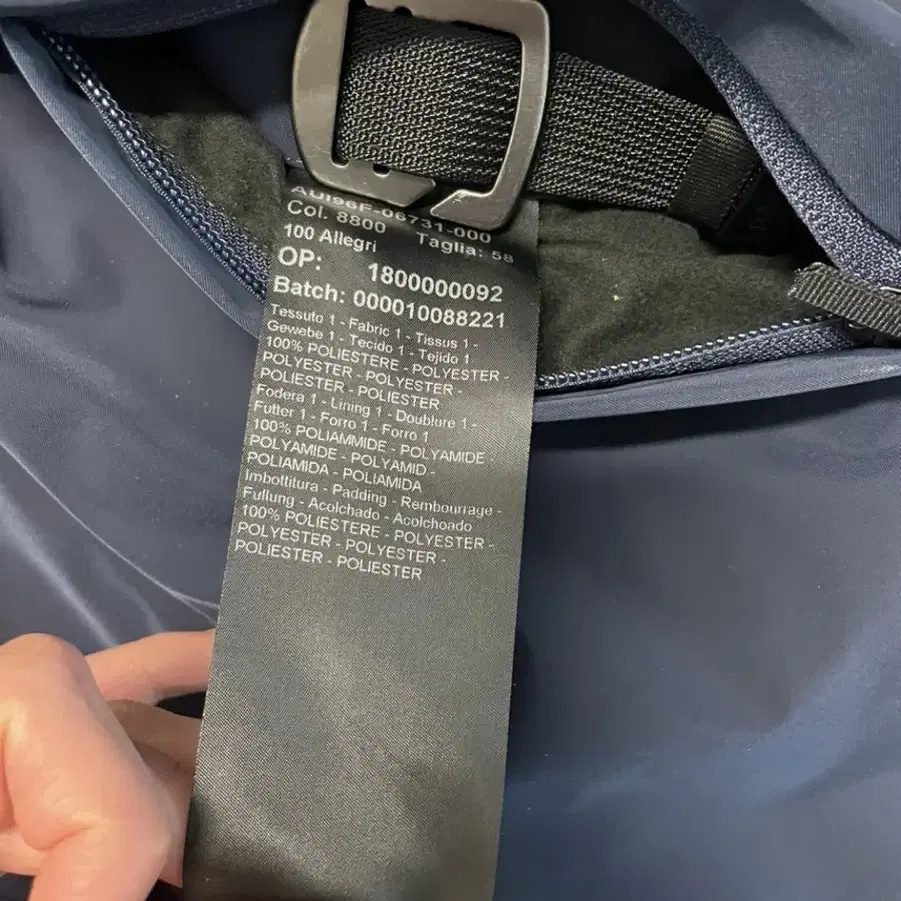 AUI96F-06731-000
Col. 8800 Taglia: 58
100 Allegri
OP: 1800000092
Batch: 000010088221
Tessuto 1 - Fabric 1 - Tissus 1 -
Gewebe 1 - Tecido 1 - Tejido 1
100% POLIESTERE - POLYESTER -
POLYESTER - POLYESTER -
POLIESTER - POLIESTER
Fodera 1 - Lining 1 - Doublure 1 -
Futter 1 - Forro 1 - Forro 1
100% POLIAMMIDE - POLYAMIDE -
POLYAMIDE - POLYAMID -
POLIAMIDA - POLIAMIDA
Imbottitura - Padding - Rembourrage -
Fullung - Acolchado - Acolchoado
100% POLIESTERE - POLYESTER -
POLYESTER - POLYESTER -
POLIESTER - POLIESTER